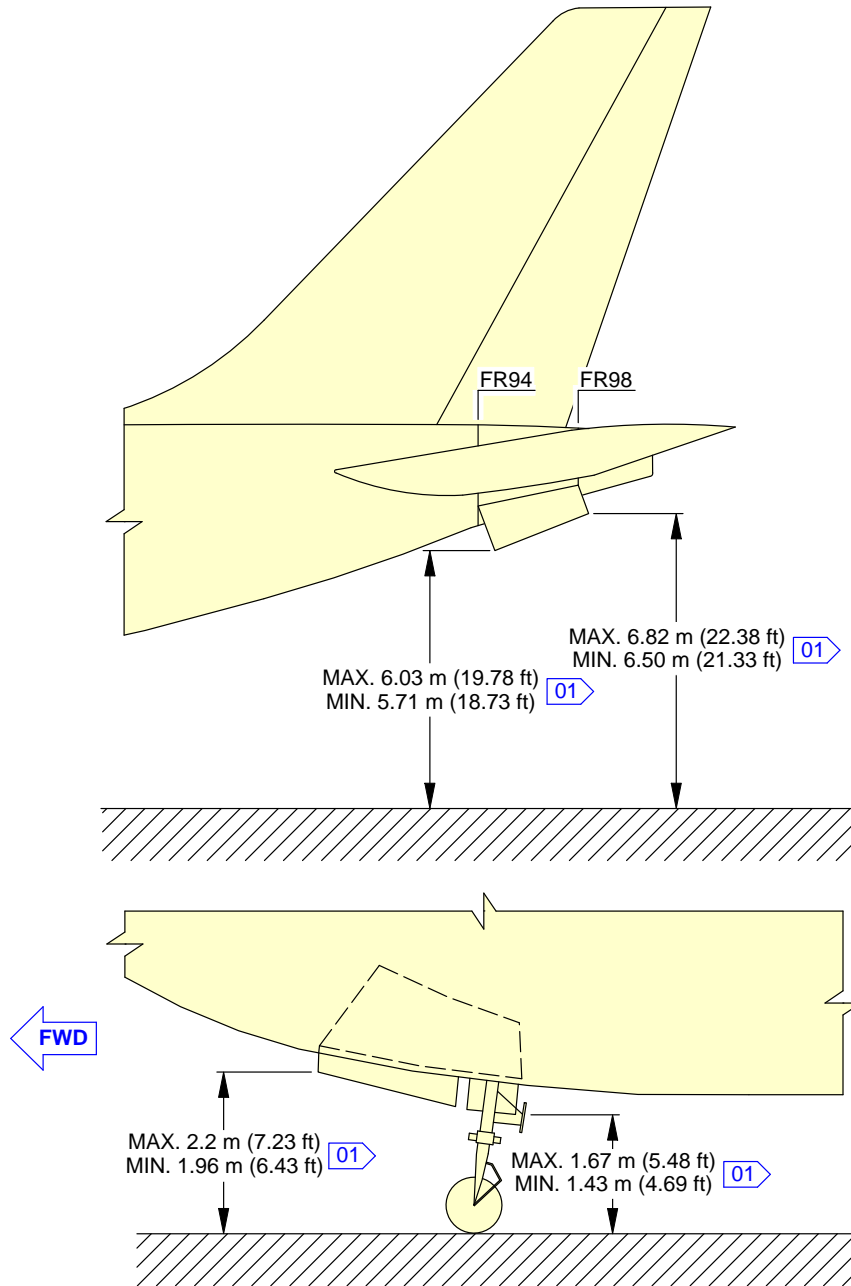 FR94
FR98
MAX. 6.82 m (22.38 ft)
MIN. 6.50 m (21.33 ft)
01
MAX. 6.03 m (19.78 ft)
MIN. 5.71 m (18.73 ft)
01
FWD
MAX. 2.2 m (7.23 ft)
MIN. 1.96 m (6.43 ft)
01
MAX. 1.67 m (5.48 ft)
MIN. 1.43 m (4.69 ft)
01